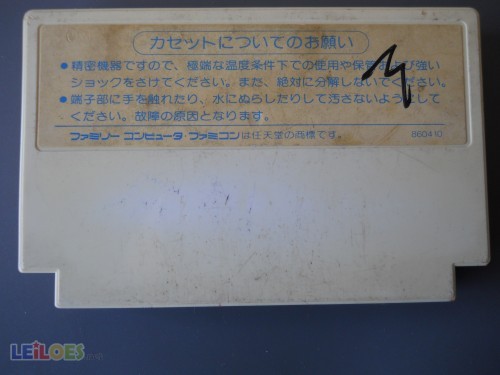 カセットについてのお願い
●精密機器ですので、極端な温度条件下での使用や保管および強い
ショックをさけてください。また、絶対に分解しないでください。
●端子部に手を触れたり、水にぬらしたりして汚さないようにして
ください。故障の原因となります。
ファミリー コンピュータ ファミコンは任天堂の商標です。 860410
LEiLOES